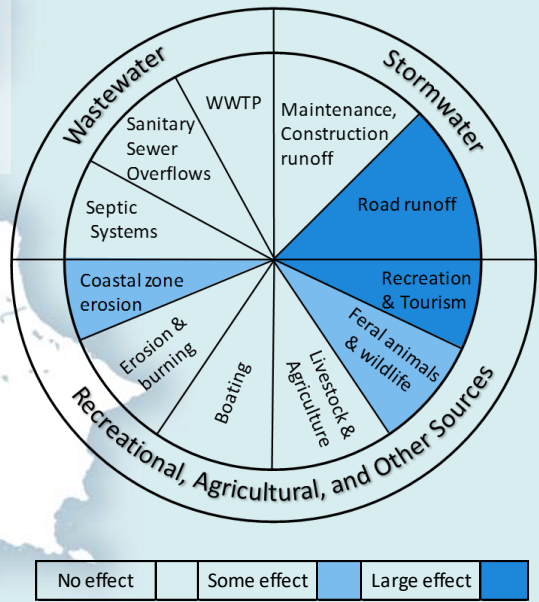 Wastewater
Stormwater
WWTP
Maintenance,
Construction
runoff
Sanitary
Sewer
Overflows
Road runoff
Septic
Systems
Coastal zone
erosion
Recreation
& Tourism
Feral animals
& wildlife
Erosion &
burning
Boating
Livestock &
Agriculture
Recreational, Agricultural, and Other Sources
No effect
Some effect
Large effect